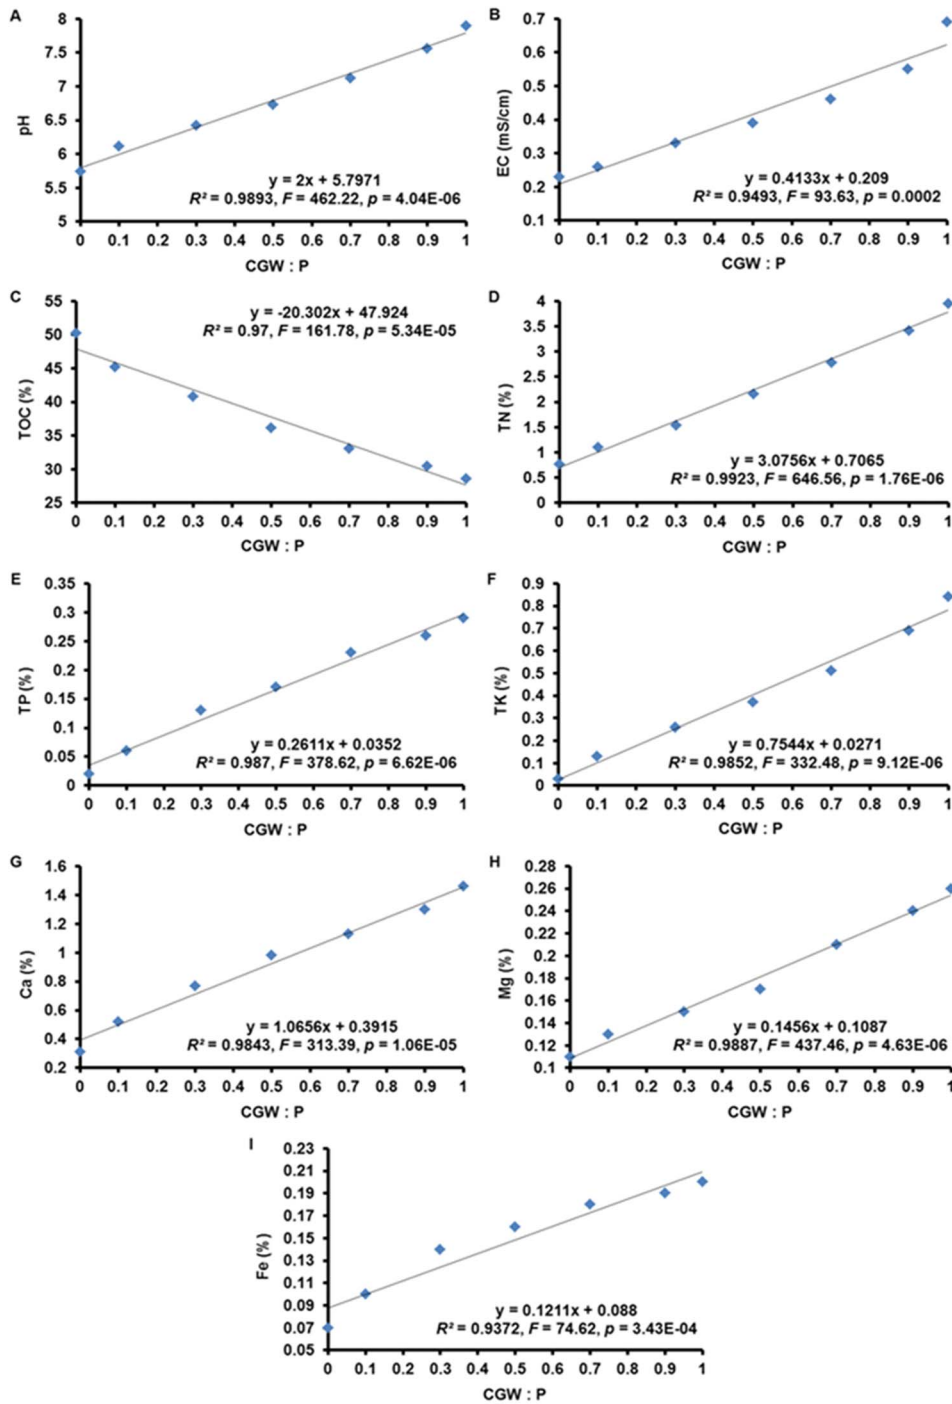 A
8
7.5
7
6.5
6
5.5
5
pH
y = 2x + 5.7971
R² = 0.9893, F = 462.22, p = 4.04E-06
0 0.1 0.2 0.3 0.4 0.5 0.6 0.7 0.8 0.9 1
CGW : P
B
0.7
0.6
0.5
0.4
0.3
0.2
0.1
EC (mS/cm)
y = 0.4133x + 0.209
R² = 0.9493, F = 93.63, p = 0.0002
0 0.1 0.2 0.3 0.4 0.5 0.6 0.7 0.8 0.9 1
CGW : P
C
55
50
45
40
35
30
25
TOC (%)
y = -20.302x + 47.924
R² = 0.97, F = 161.78, p = 5.34E-05
0 0.1 0.2 0.3 0.4 0.5 0.6 0.7 0.8 0.9 1
CGW : P
D
4
3.5
3
2.5
2
1.5
1
0.5
0
TN (%)
y = 3.0756x + 0.7065
R² = 0.9923, F = 646.56, p = 1.76E-06
0 0.1 0.2 0.3 0.4 0.5 0.6 0.7 0.8 0.9 1
CGW : P
E
0.35
0.3
0.25
0.2
0.15
0.1
0.05
0
TP (%)
y = 0.2611x + 0.0352
R² = 0.987, F = 378.62, p = 6.62E-06
0 0.1 0.2 0.3 0.4 0.5 0.6 0.7 0.8 0.9 1
CGW : P
F
0.9
0.8
0.7
0.6
0.5
0.4
0.3
0.2
0.1
0
TK (%)
y = 0.7544x + 0.0271
R² = 0.9852, F = 332.48, p = 9.12E-06
0 0.1 0.2 0.3 0.4 0.5 0.6 0.7 0.8 0.9 1
CGW : P
G
1.6
1.4
1.2
1
0.8
0.6
0.4
0.2
Ca (%)
y = 1.0656x + 0.3915
R² = 0.9843, F = 313.39, p = 1.06E-05
0 0.1 0.2 0.3 0.4 0.5 0.6 0.7 0.8 0.9 1
CGW : P
H
0.28
0.26
0.24
0.22
0.2
0.18
0.16
0.14
0.12
0.1
Mg (%)
y = 0.1456x + 0.1087
R² = 0.9887, F = 437.46, p = 4.63E-06
0 0.1 0.2 0.3 0.4 0.5 0.6 0.7 0.8 0.9 1
CGW : P
I
0.23
0.21
0.19
0.17
0.15
0.13
0.11
0.09
0.07
0.05
Fe (%)
y = 0.1211x + 0.088
R² = 0.9372, F = 74.62, p = 3.43E-04
0 0.1 0.2 0.3 0.4 0.5 0.6 0.7 0.8 0.9 1
CGW : P